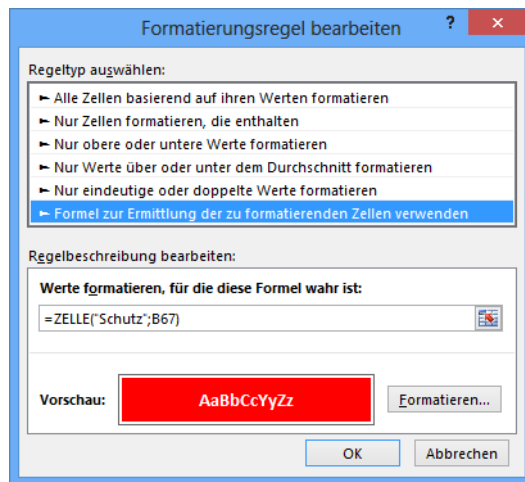 Formatierungsregel bearbeiten ? ×
Regeltyp auswählen:
► Alle Zellen basierend auf ihren Werten formatieren
► Nur Zellen formatieren, die enthalten
► Nur obere oder untere Werte formatieren
► Nur Werte über oder unter dem Durchschnitt formatieren
► Nur eindeutige oder doppelte Werte formatieren
► Formel zur Ermittlung der zu formatierenden Zellen verwenden
Regelbeschreibung bearbeiten:
Werte formatieren, für die diese Formel wahr ist:
=ZELLE("Schutz";B67)
Vorschau: AaBbCcYyZz Formatieren...
OK Abbrechen